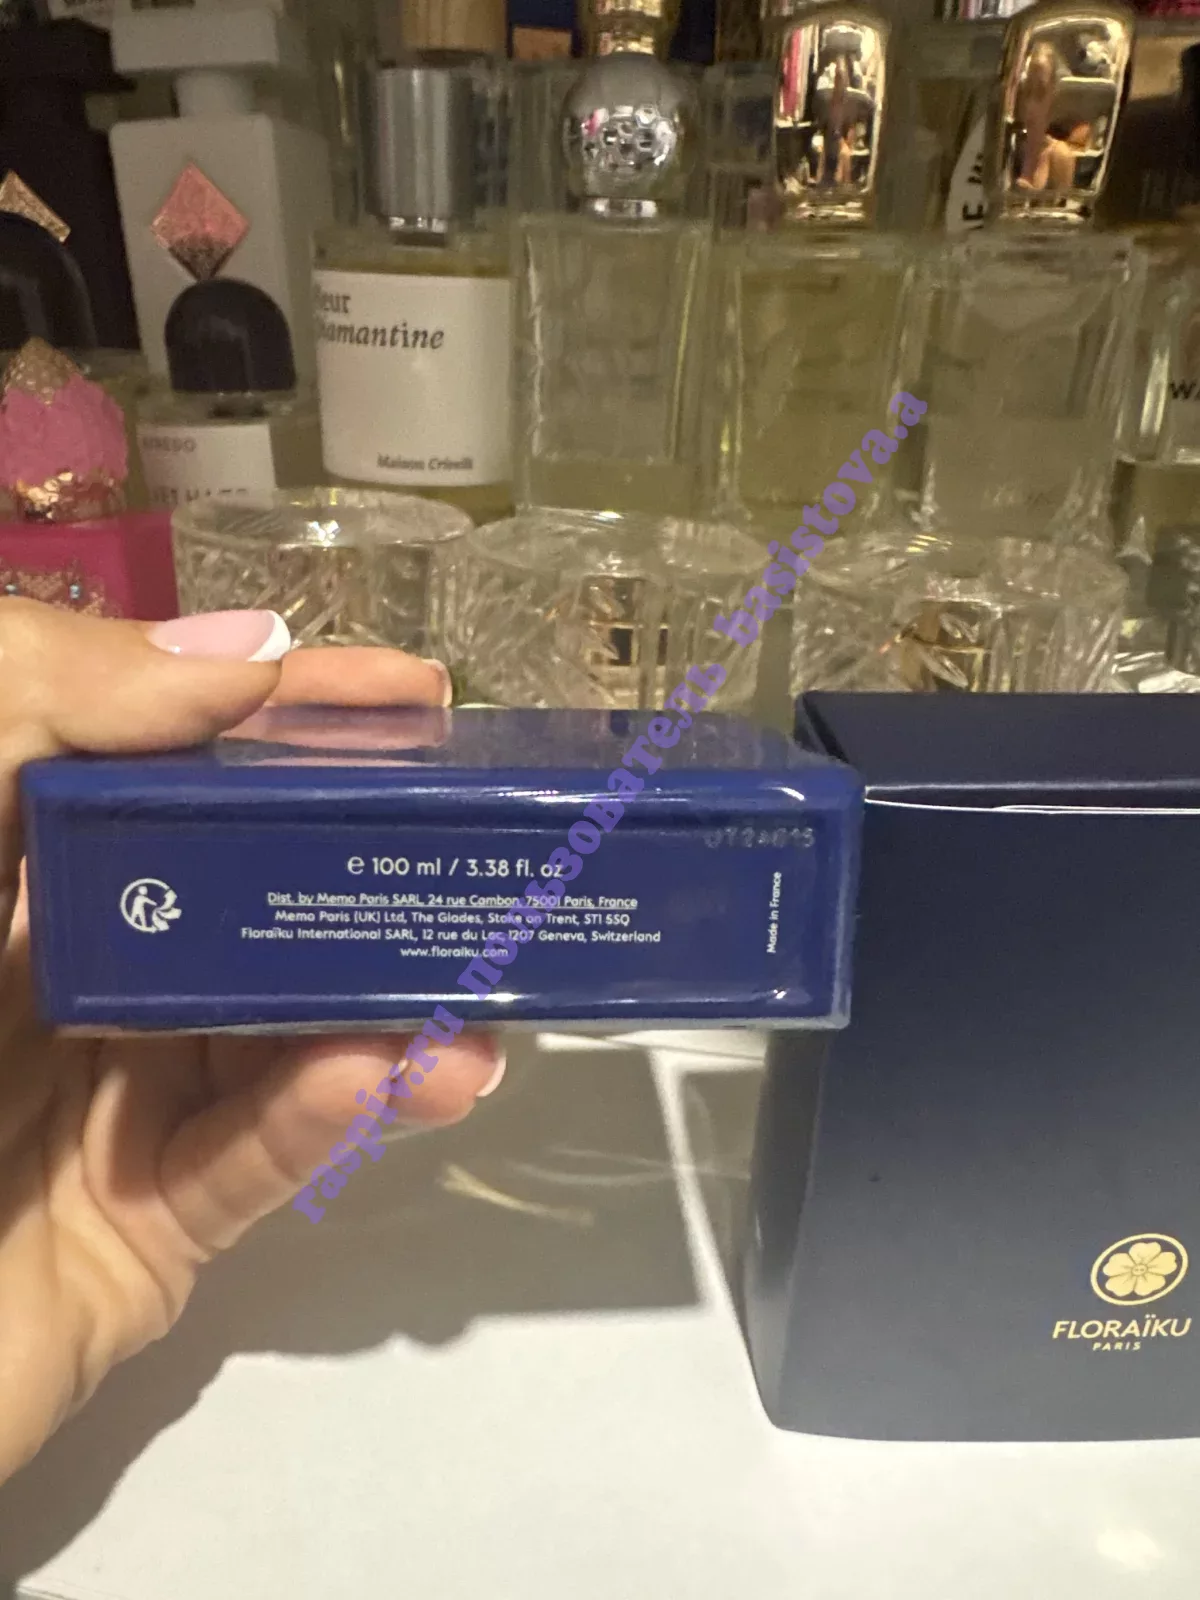 Maison Crivelli
℮ 100 ml / 3.38 fl. oz
Dist. by Memo Paris SARL, 24 rue Cambon, 75001 Paris, France
Memo Paris (UK) Ltd, The Glades, Stoke on Trent, ST1 5SQ
Floraïku International SARL, 12 rue du Lac 1207 Geneva, Switzerland
www.floraiku.com
Made in France
FLORAÏKU
PARIS
raspiv.ru пользователь basistova.a